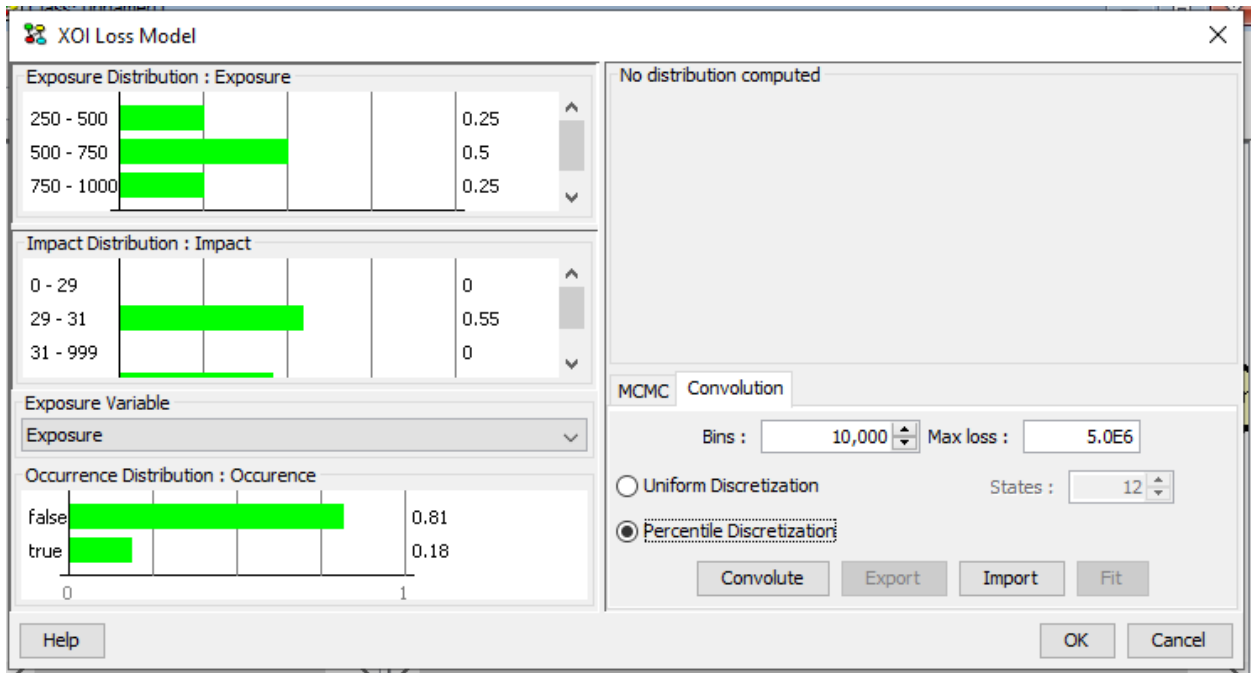 XOI Loss Model
Exposure Distribution : Exposure
250 - 500 0.25
500 - 750 0.5
750 - 1000 0.25
Impact Distribution : Impact
0 - 29 0
29 - 31 0.55
31 - 999 0
Exposure Variable
Exposure
Occurrence Distribution : Occurence
false 0.81
true 0.18
0 1
Help
No distribution computed
MCMC Convolution
Bins : 10,000 Max loss : 5.0E6
Uniform Discretization States : 12
Percentile Discretization
Convolute Export Import Fit
OK Cancel